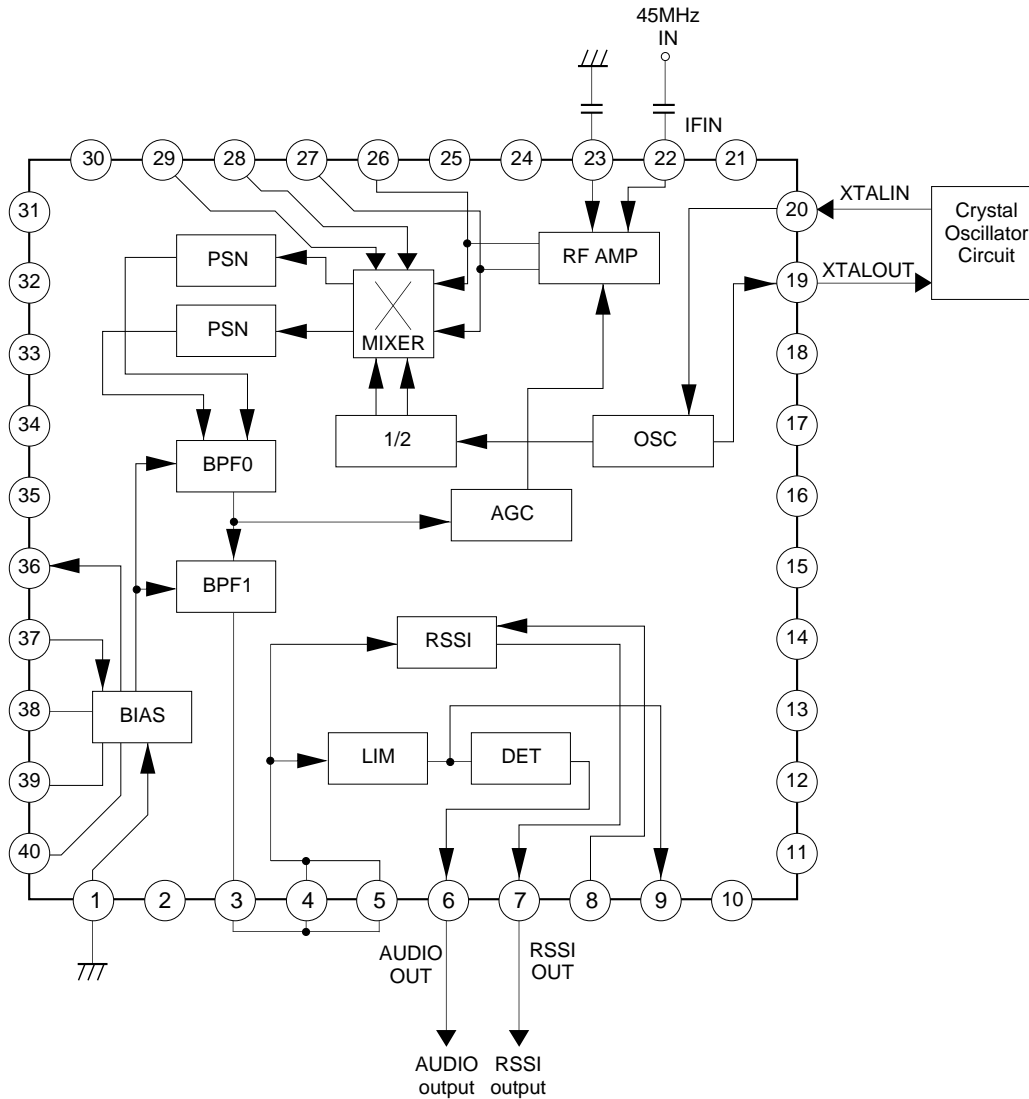 45MHz
IN
IFIN
30
29
28
27
26
25
24
23
22
21
31
32
33
34
35
36
37
38
39
40
20
19
18
17
16
15
14
13
12
11
XTALIN
XTALOUT
Crystal
Oscillator
Circuit
PSN
PSN
MIXER
RF AMP
1/2
OSC
BPF0
AGC
BPF1
RSSI
BIAS
LIM
DET
1
2
3
4
5
6
7
8
9
10
AUDIO
OUT
RSSI
OUT
AUDIO
output
RSSI
output